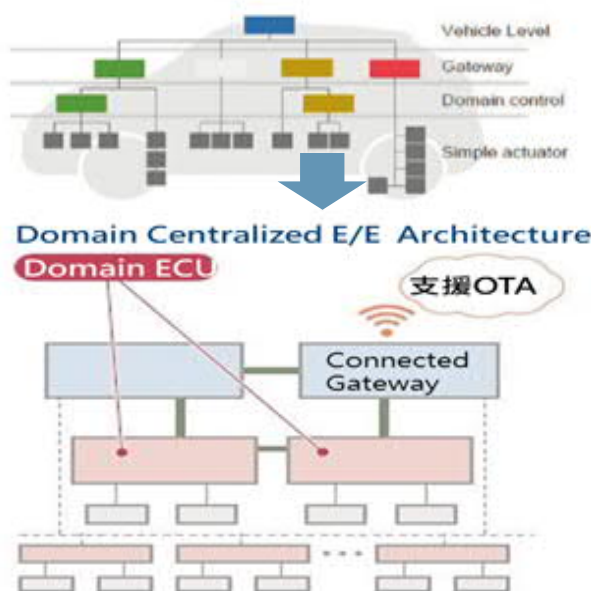 Vehicle Level
Gateway
Domain control
Simple actuator
Domain Centralized E/E Architecture
Domain ECU
支援OTA
Connected
Gateway